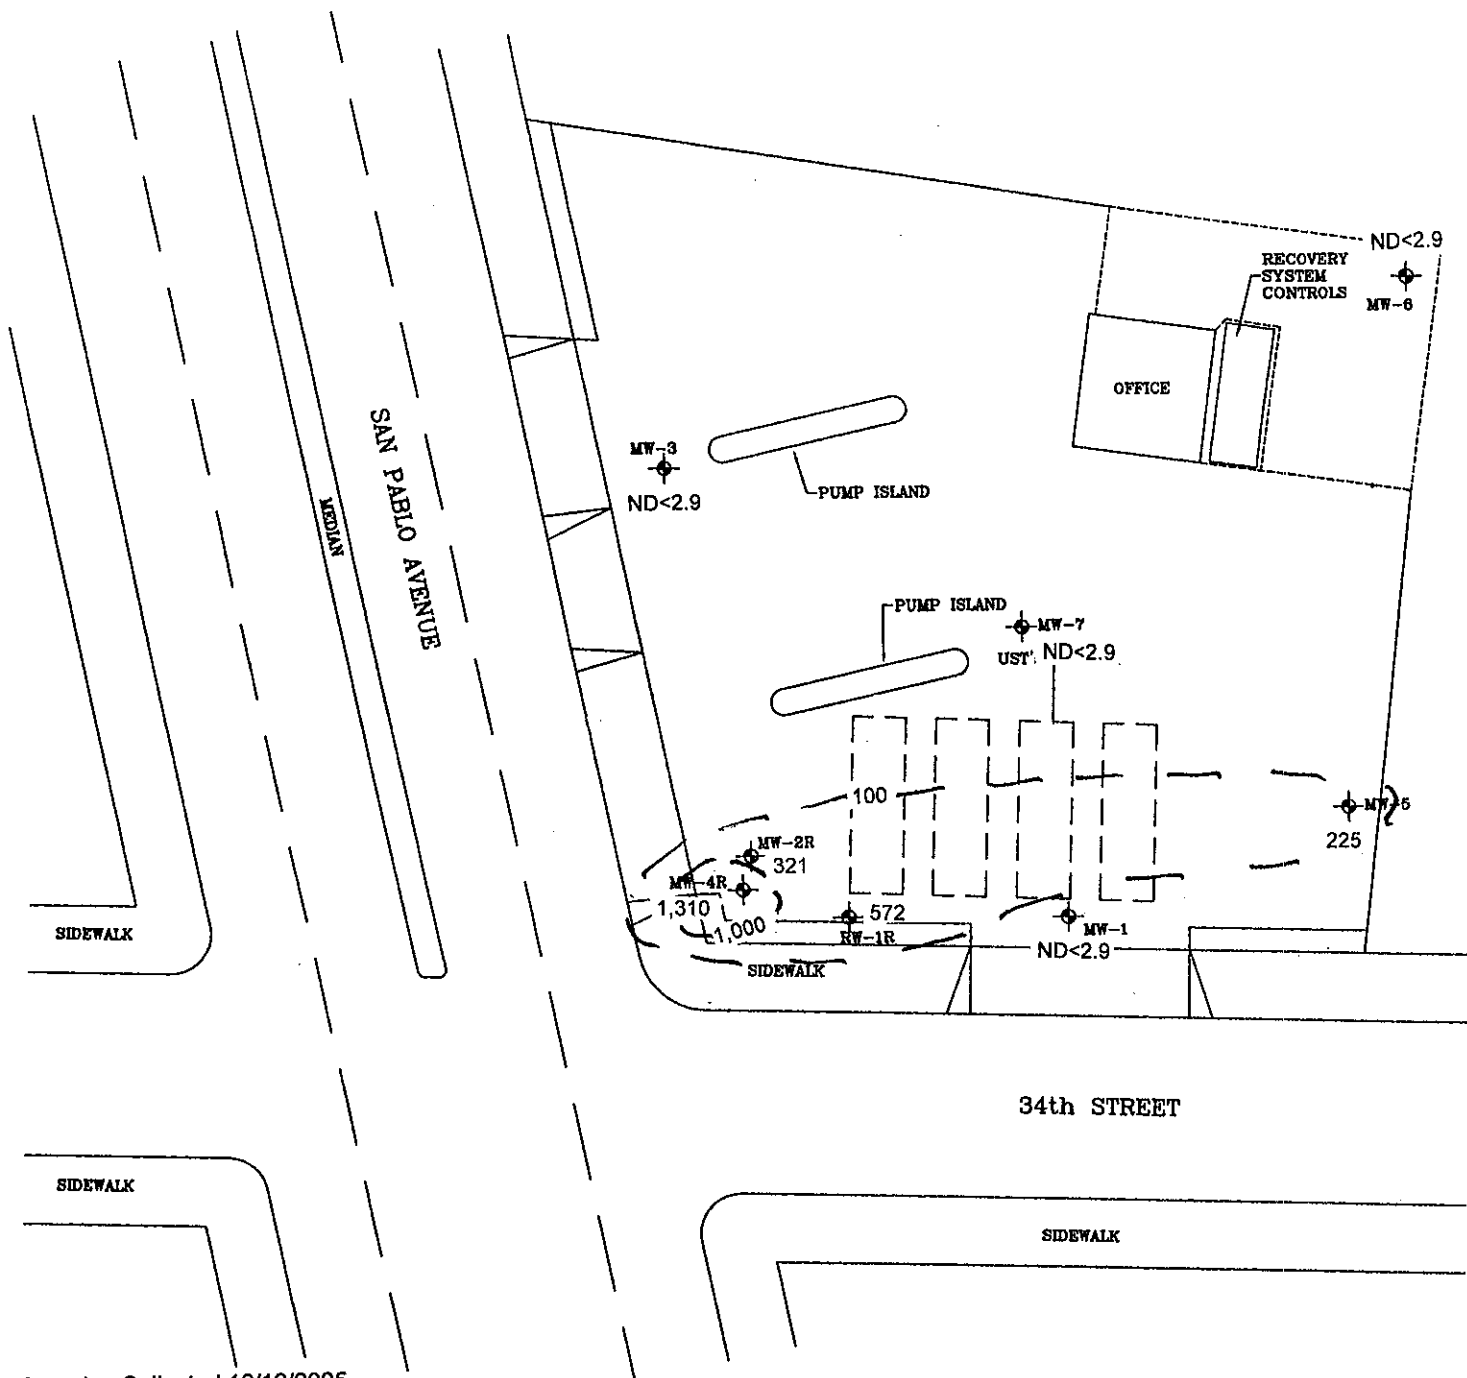 ND<2.9
RECOVERY
SYSTEM
CONTROLS
MW-6
OFFICE
SAN PABLO AVENUE
MEDIAN
MW-3
ND<2.9
PUMP ISLAND
PUMP ISLAND
MW-7
UST'
ND<2.9
100
MW-5
225
MW-2R
321
MW-4R
1,310
1,000
572
RW-1R
MW-1
ND<2.9
SIDEWALK
SIDEWALK
34th STREET
SIDEWALK
SIDEWALK